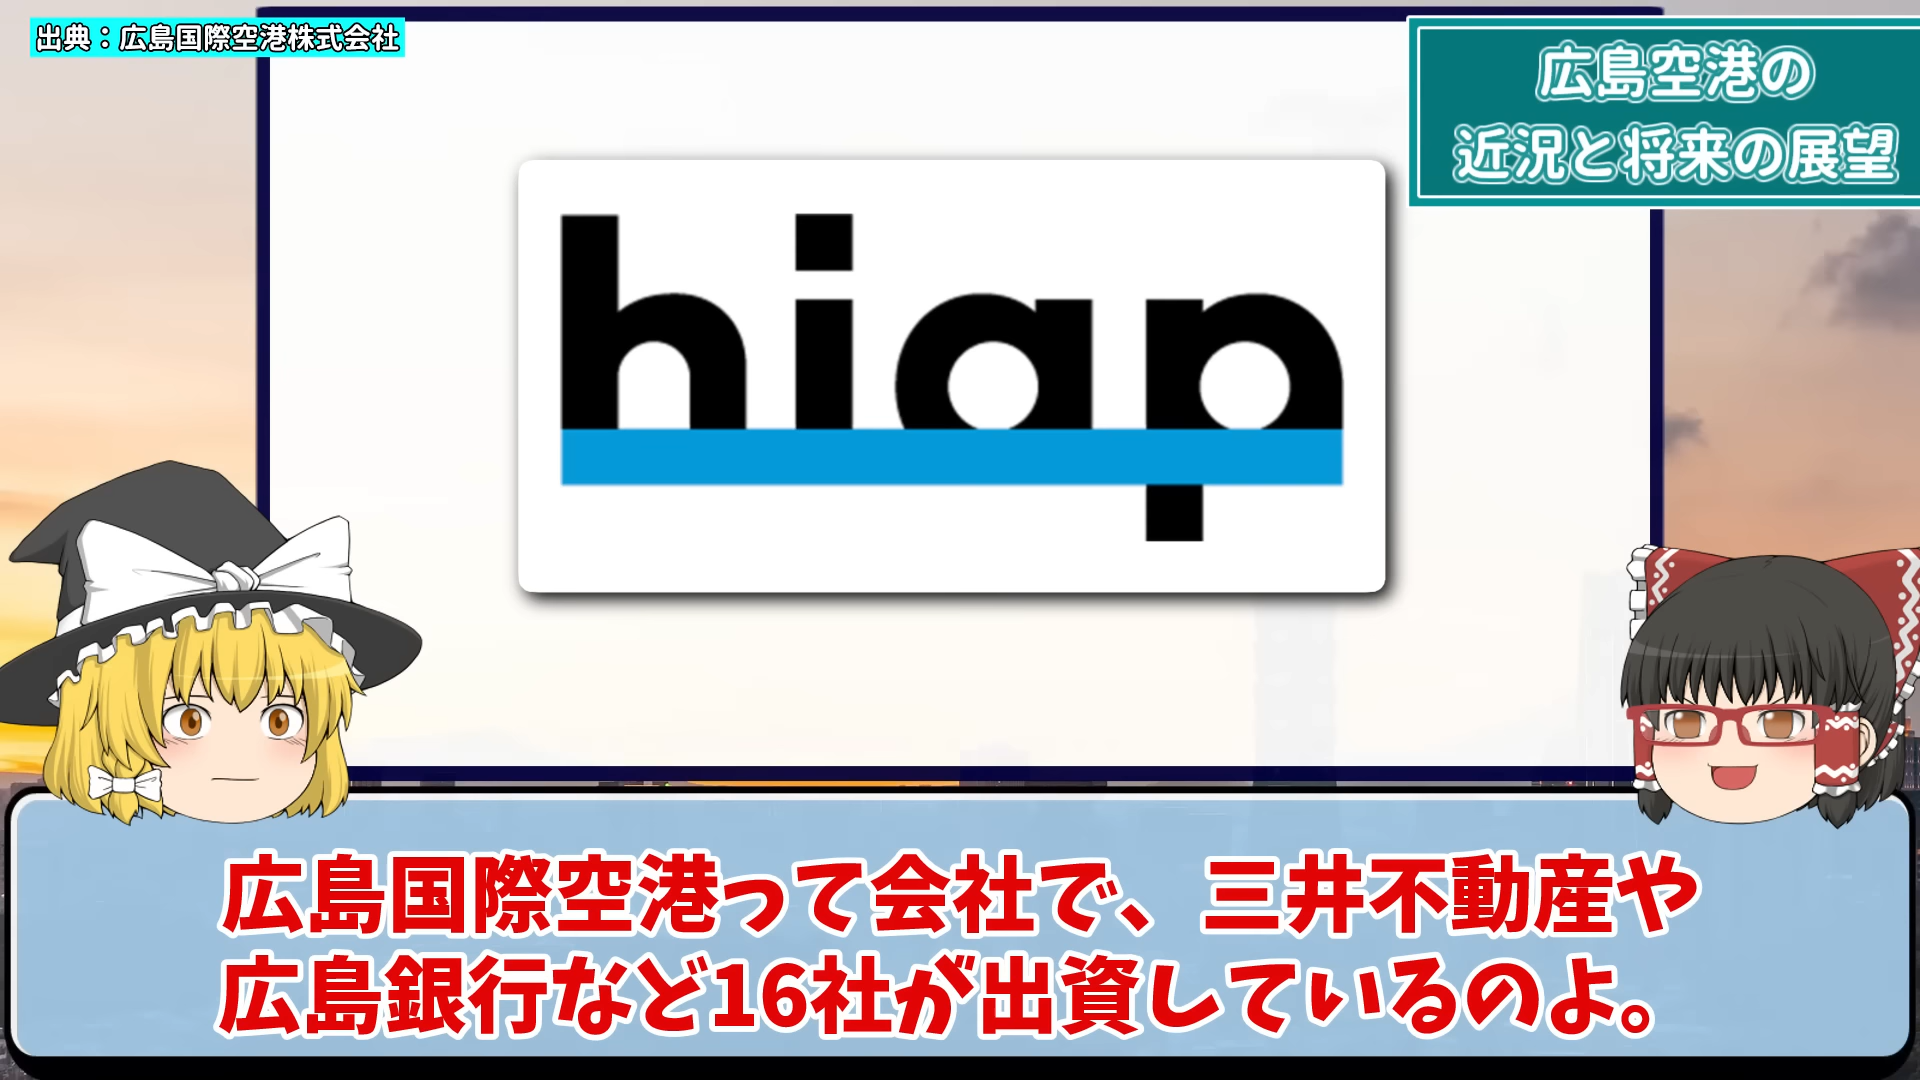 出典：広島国際空港株式会社
広島空港の
近況と将来の展望
hiap
広島国際空港って会社で、三井不動産や
広島銀行など16社が出資しているのよ。